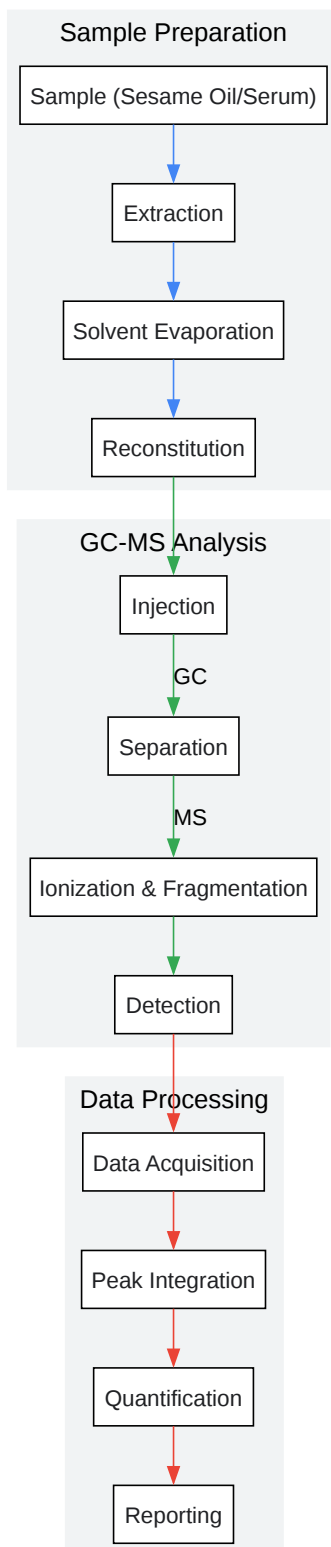 Sample Preparation
Sample (Sesame Oil/Serum)
Extraction
Solvent Evaporation
Reconstitution
GC-MS Analysis
Injection
GC
Separation
MS
Ionization & Fragmentation
Detection
Data Processing
Data Acquisition
Peak Integration
Quantification
Reporting